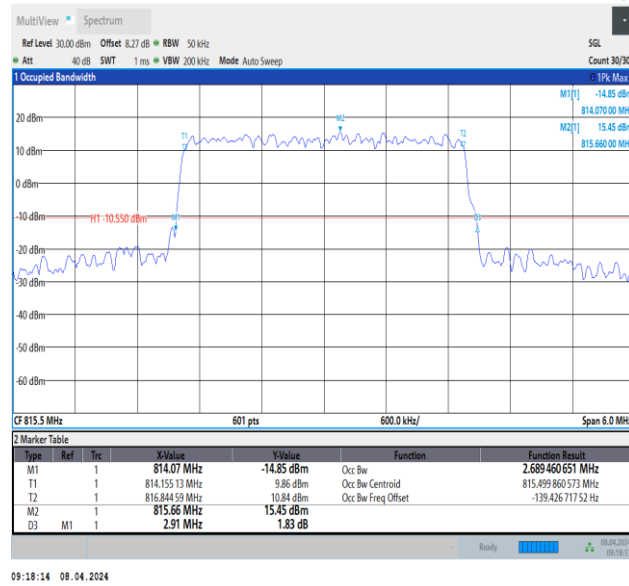 MultiView Spectrum
Ref Level 30.00 dBm Offset 8.27 dB RBW 50 kHz SGL
Att 40 dB SWT 1 ms VBW 200 kHz Mode Auto Sweep Count 30/30
1 Occupied Bandwidth 1Pk Max
M1[1] -14.85 dBm
814.070 00 MH
20 dBm M2 T1 T2 M2[1] 15.45 dBm
10 dBm 815.660 00 MH
0 dBm
-10 dBm H1 -10.550 dBm M1 D3
-20 dBm
-30 dBm
-40 dBm
-50 dBm
-60 dBm
CF 815.5 MHz 601 pts 600.0 kHz/ Span 6.0 MHz
2 Marker Table
Type Ref Trc X-Value Y-Value Function Function Result
M1 1 814.07 MHz -14.85 dBm Occ Bw 2.689 460 651 MHz
T1 1 814.155 13 MHz 9.86 dBm Occ Bw Centroid 815.499 860 573 MHz
T2 1 816.844 59 MHz 10.84 dBm Occ Bw Freq Offset -139.426 717 52 Hz
M2 1 815.66 MHz 15.45 dBm
D3 M1 1 2.91 MHz 1.83 dB
Ready 08.04.2024
09:18:13
09:18:14 08.04.2024